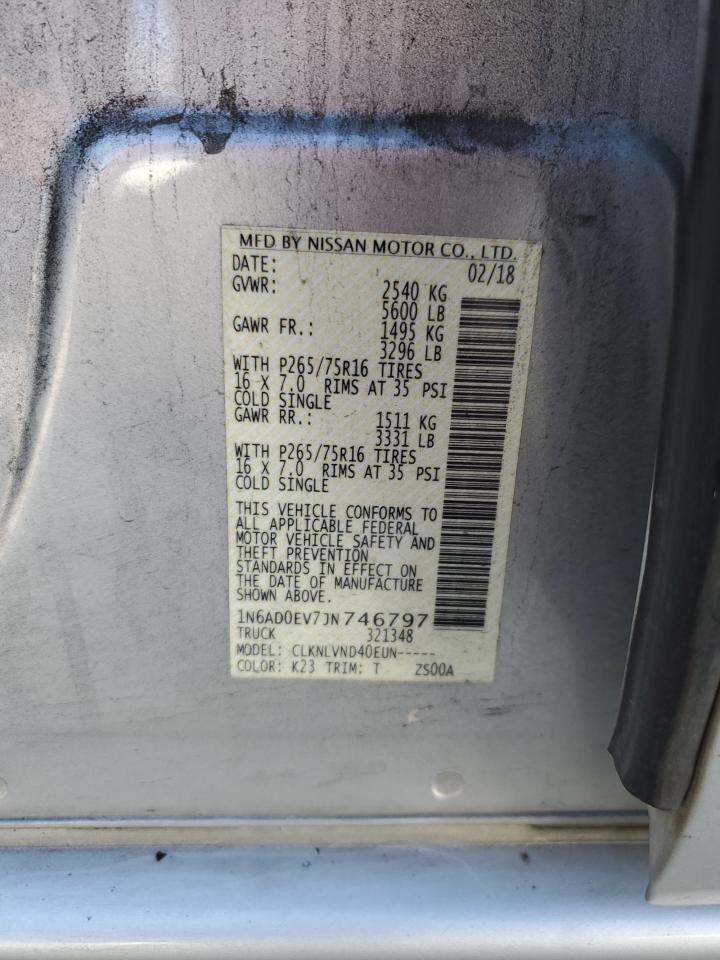 MFD BY NISSAN MOTOR CO., LTD.
DATE: 02/18
GVWR: 2540 KG
5600 LB
GAWR FR.: 1495 KG
3296 LB
WITH P265/75R16 TIRES
16 X 7.0 RIMS AT 35 PSI
COLD SINGLE
GAWR RR.: 1511 KG
3331 LB
WITH P265/75R16 TIRES
16 X 7.0 RIMS AT 35 PSI
COLD SINGLE
THIS VEHICLE CONFORMS TO
ALL APPLICABLE FEDERAL
MOTOR VEHICLE SAFETY AND
THEFT PREVENTION
STANDARDS IN EFFECT ON
THE DATE OF MANUFACTURE
SHOWN ABOVE.
1N6AD0EV7JN746797
TRUCK 321348
MODEL: CLKNLVND40EUN-----
COLOR: K23 TRIM: T ZS00A